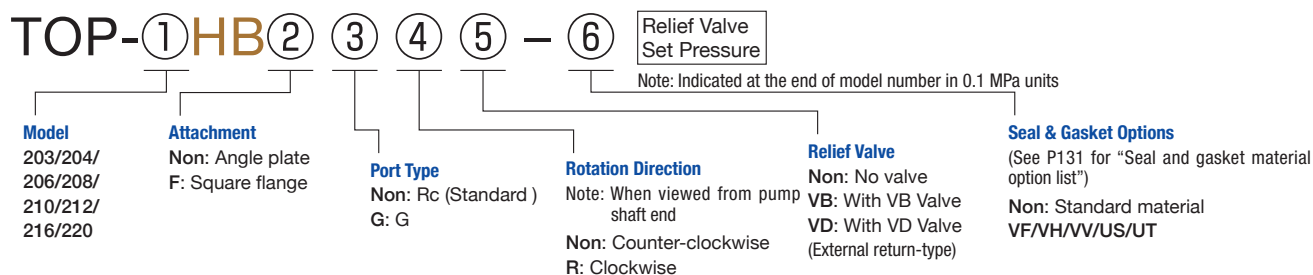 TOP-①HB② ③ ④ ⑤ – ⑥
Relief Valve
Set Pressure
Note: Indicated at the end of model number in 0.1 MPa units
Model
203/204/
206/208/
210/212/
216/220
Attachment
Non: Angle plate
F: Square flange
Port Type
Non: Rc (Standard )
G: G
Rotation Direction
Note: When viewed from pump
shaft end
Non: Counter-clockwise
R: Clockwise
Relief Valve
Non: No valve
VB: With VB Valve
VD: With VD Valve
(External return-type)
Seal & Gasket Options
(See P131 for “Seal and gasket material
option list”)
Non: Standard material
VF/VH/VV/US/UT